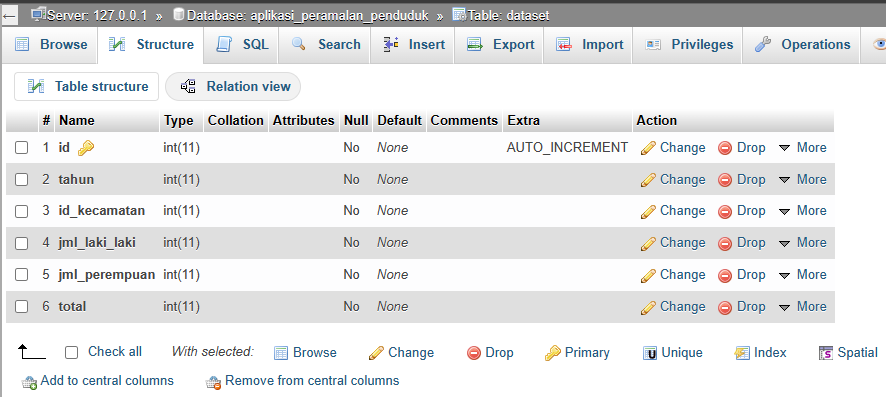 Server: 127.0.0.1 » Database: aplikasi_peramalan_penduduk » Table: dataset
Browse Structure SQL Search Insert Export Import Privileges Operations
Table structure Relation view
# Name Type Collation Attributes Null Default Comments Extra Action
1 id int(11) No None AUTO_INCREMENT Change Drop More
2 tahun int(11) No None Change Drop More
3 id_kecamatan int(11) No None Change Drop More
4 jml_laki_laki int(11) No None Change Drop More
5 jml_perempuan int(11) No None Change Drop More
6 total int(11) No None Change Drop More
Check all With selected: Browse Change Drop Primary Unique Index Spatial
Add to central columns Remove from central columns